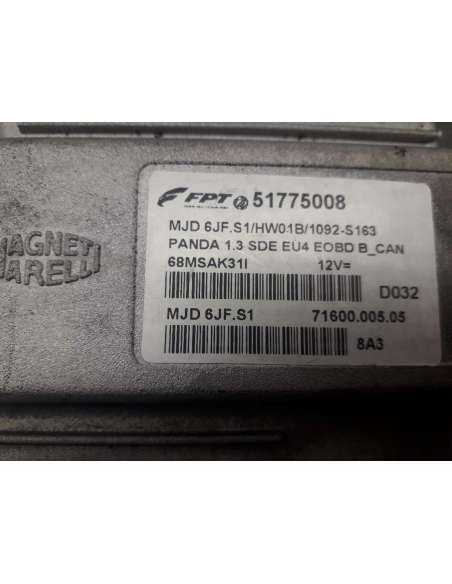 FPT 51775008
MJD 6JF.S1/HW01B/1092-S163
PANDA 1.3 SDE EU4 EOBD B_CAN
68MSAK31I 12V=
D032
MJD 6JF.S1 71600.005.05
8A3
MAGNETI
MARELLI